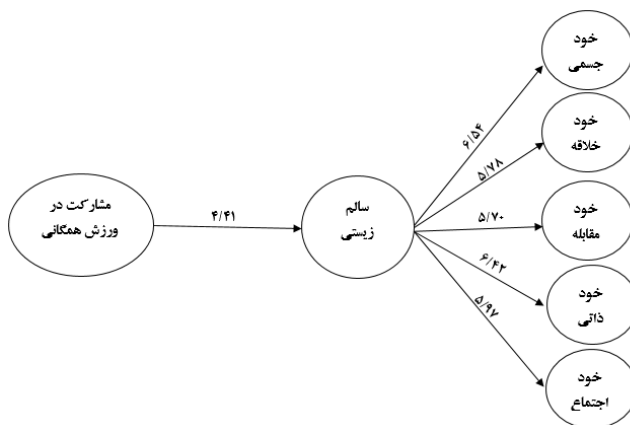 خود
جسمی
خود
خلاقه
خود
مقابله
خود
ذاتی
خود
اجتماع
سالم
زیستی
مشارکت در
ورزش همگانی
۴/۴۱
۶/۵۴
۵/۷۸
۵/۷۰
۶/۴۲
۵/۹۷